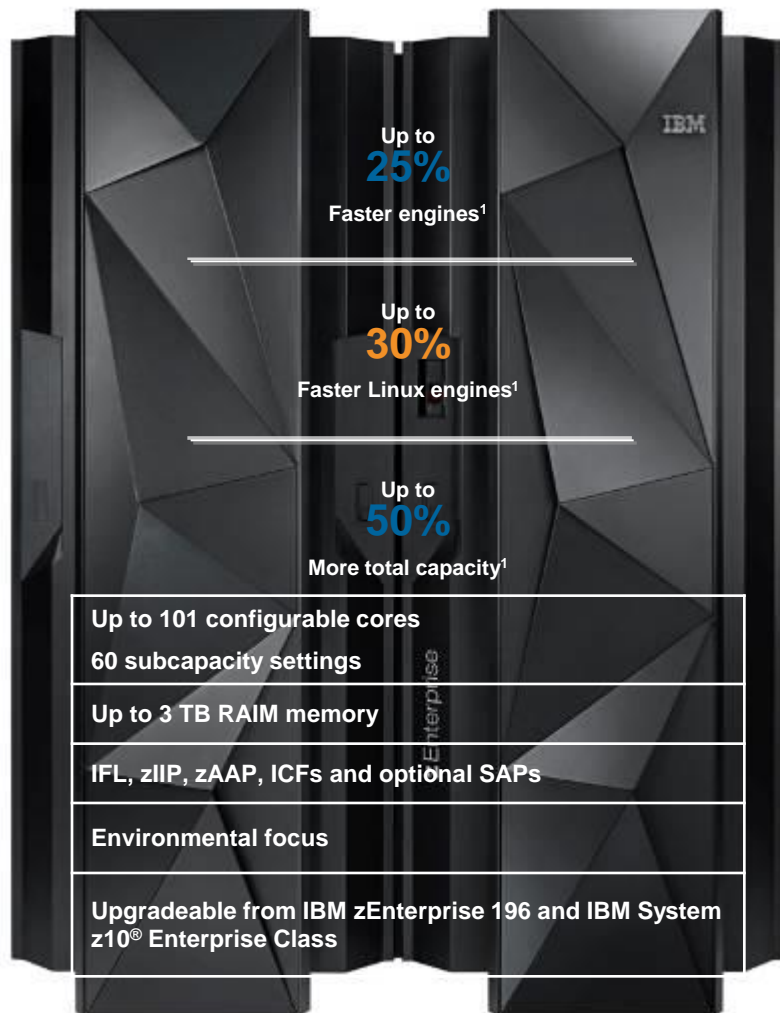 IBM
Up to
25%
Faster engines¹
Up to
30%
Faster Linux engines¹
Up to
50%
More total capacity¹
Up to 101 configurable cores
60 subcapacity settings
zEnterprise
Up to 3 TB RAIM memory
IFL, zIIP, zAAP, ICFs and optional SAPs
Environmental focus
Upgradeable from IBM zEnterprise 196 and IBM System
z10® Enterprise Class